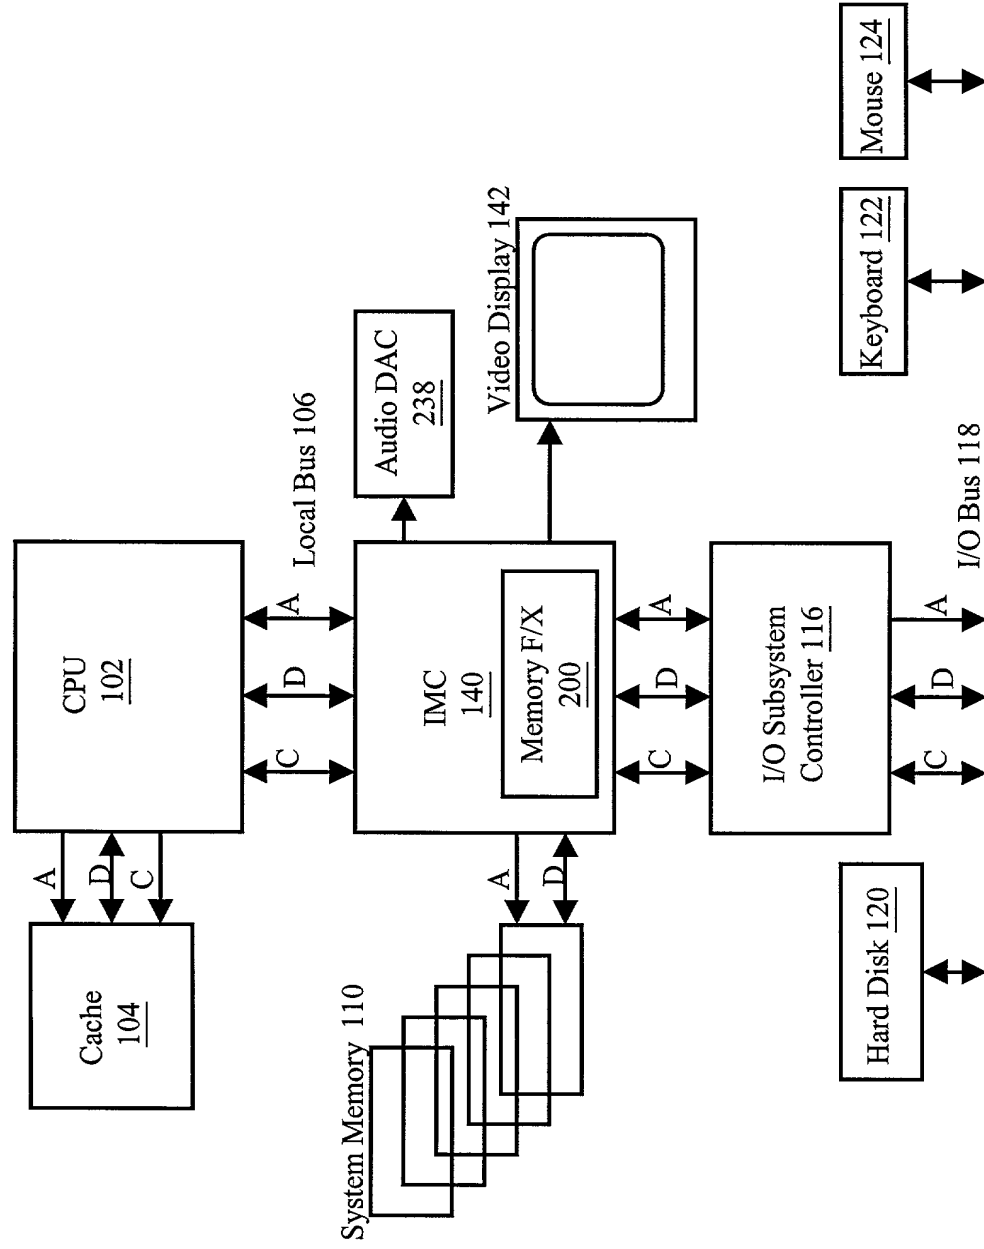 Cache
104
A
D
C
CPU
102
C
D
A
Local Bus 106
System Memory 110
A
D
IMC
140
Memory F/X
200
Audio DAC
238
Video Display 142
C
D
A
I/O Subsystem
Controller 116
Hard Disk 120
Keyboard 122
Mouse 124
C
D
A
I/O Bus 118